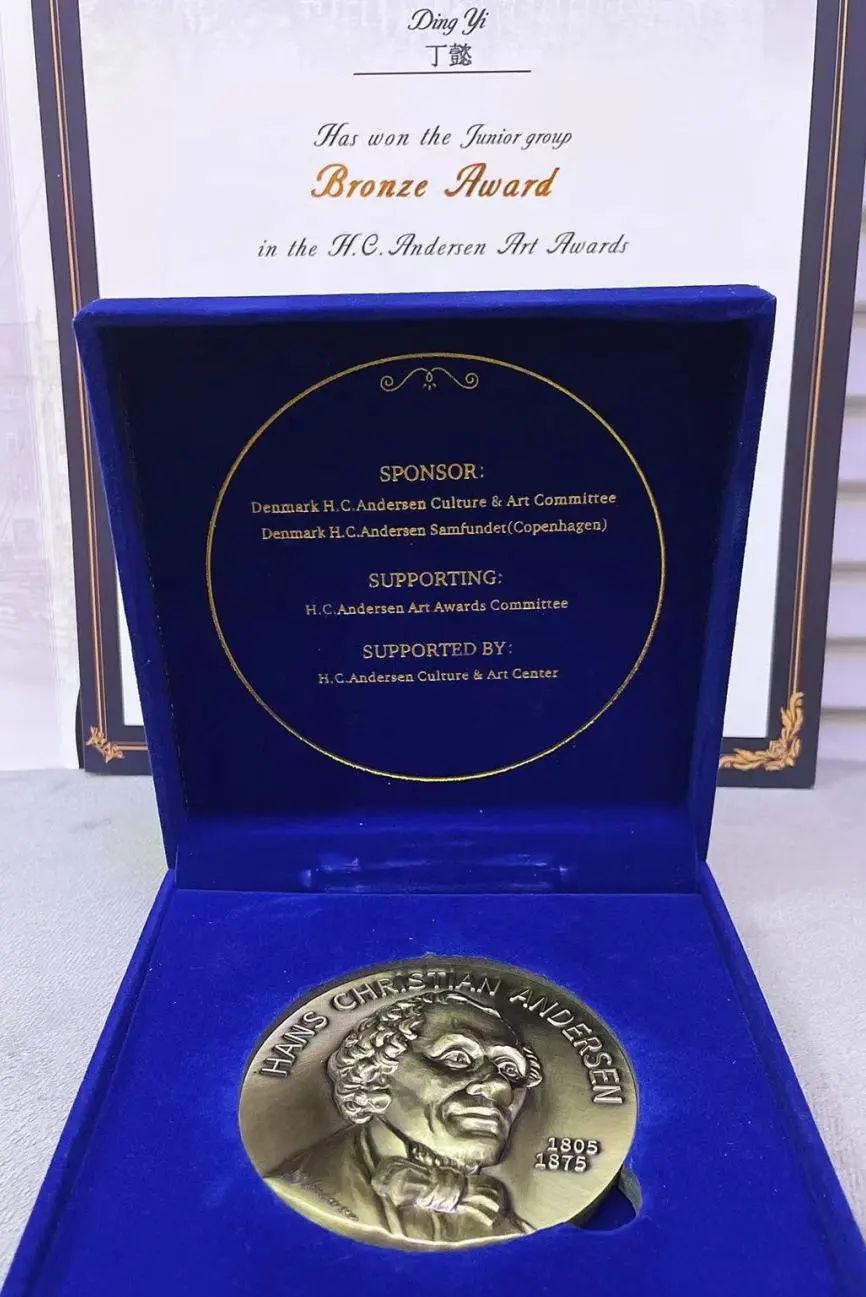 Ding Yi
丁懿
Has won the Junior group
Bronze Award
in the H.C. Andersen Art Awards
SPONSOR:
Denmark H.C.Andersen Culture & Art Committee
Denmark H.C.Andersen Samfundet(Copenhagen)
SUPPORTING:
H.C.Andersen Art Awards Committee
SUPPORTED BY:
H.C.Andersen Culture & Art Center
HANS CHRISTIAN ANDERSEN
1805
1875